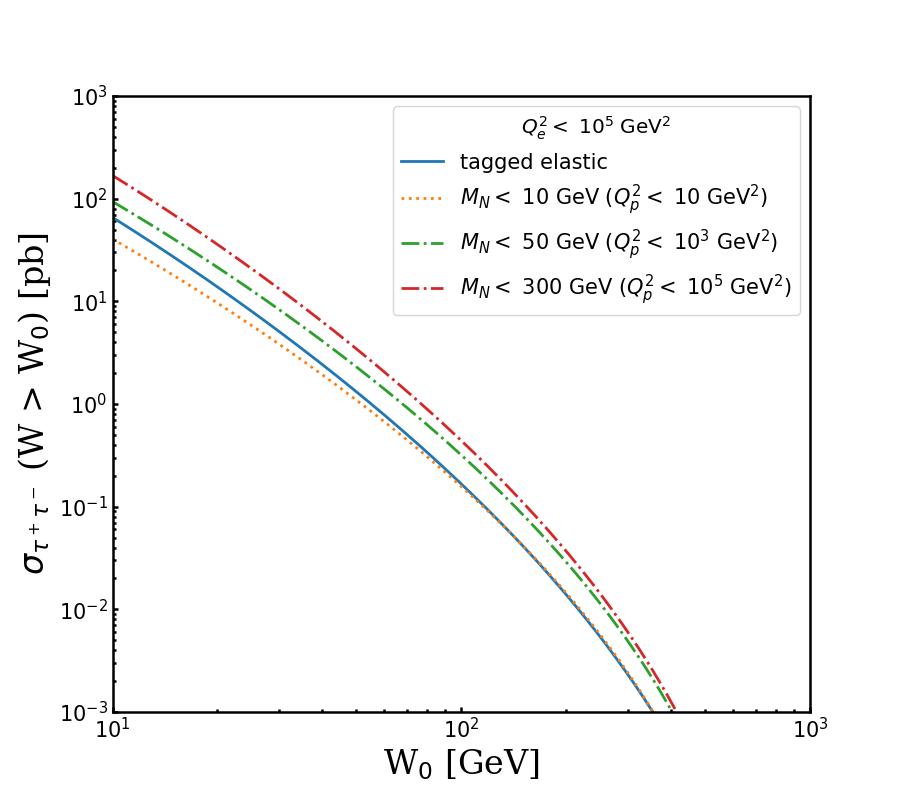 Q_e^2 < 10^5 GeV^2
tagged elastic
M_N < 10 GeV (Q_p^2 < 10 GeV^2)
M_N < 50 GeV (Q_p^2 < 10^3 GeV^2)
M_N < 300 GeV (Q_p^2 < 10^5 GeV^2)
σ_{τ^+ τ^-} (W > W_0) [pb]
10^3
10^2
10^1
10^0
10^{-1}
10^{-2}
10^{-3}
10^1 10^2 10^3
W_0 [GeV]